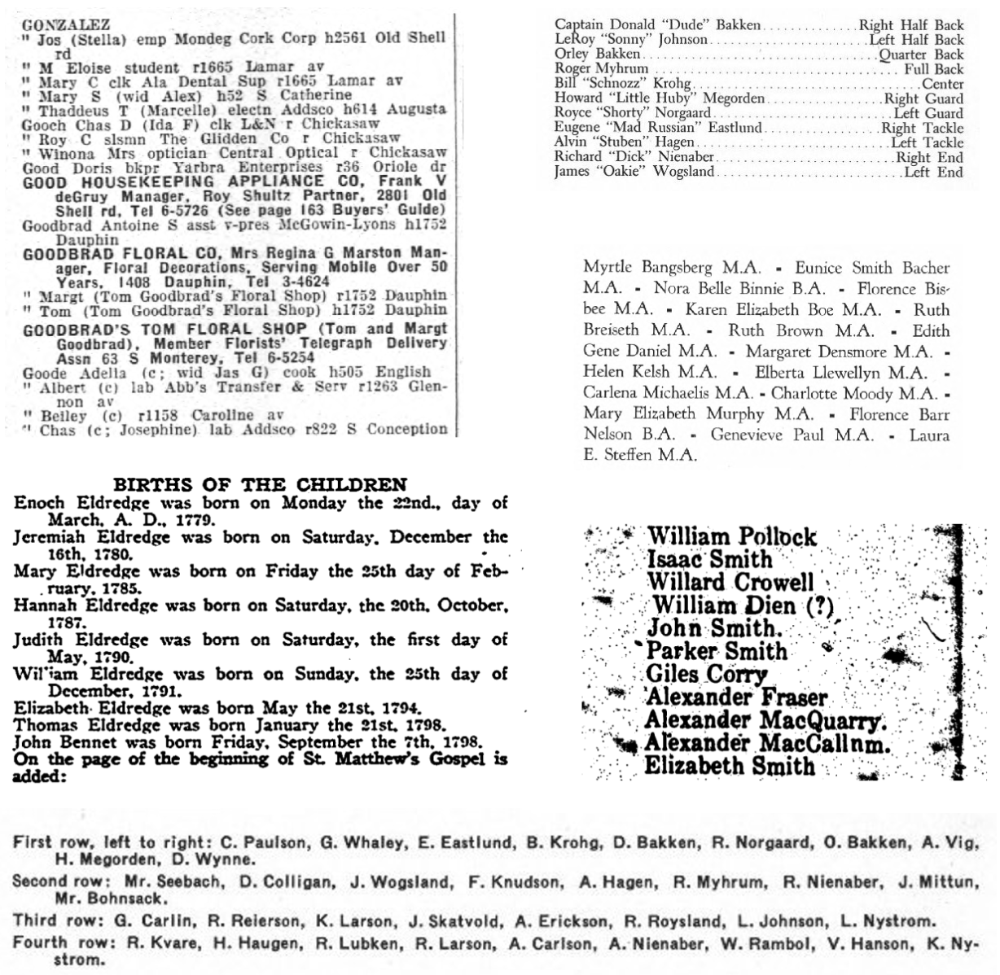 GONZALEZ
" Jos (Stella) emp Mondeg Cork Corp h2561 Old Shell
rd
" M Eloise student r1665 Lamar av
" Mary C clk Ala Dental Sup r1665 Lamar av
" Mary S (wid Alex) h52 S Catherine
" Thaddeus T (Marcelle) electn Addsco h614 Augusta
Gooch Chas D (Ida F) clk L&N r Chickasaw
" Roy C slsmn The Glidden Co r Chickasaw
" Winona Mrs optician Central Optical r Chickasaw
Good Doris bkpr Yarbra Enterprises r36 Oriole dr
GOOD HOUSEKEEPING APPLIANCE CO, Frank V
deGruy Manager, Roy Shultz Partner, 2801 Old
Shell rd, Tel 6-5726 (See page 163 Buyers' Guide)
Goodbrad Antoine S asst v-pres McGowin-Lyons h1752
Dauphin
GOODBRAD FLORAL CO, Mrs Regina G Marston Man-
ager, Floral Decorations, Serving Mobile Over 50
Years, 1408 Dauphin, Tel 3-4624
" Margt (Tom Goodbrad's Floral Shop) r1752 Dauphin
" Tom (Tom Goodbrad's Floral Shop) h1752 Dauphin
GOODBRAD'S TOM FLORAL SHOP (Tom and Margt
Goodbrad), Member Florists' Telegraph Delivery
Assn 63 S Monterey, Tel 6-5254
Goode Adella (c; wid Jas G) cook h505 English
" Albert (c) lab Abb's Transfer & Serv r1263 Glen-
non av
" Beiley (c) r1158 Caroline av
" Chas (c; Josephine) lab Addsco r822 S Conception
Captain Donald "Dude" Bakken Right Half Back
LeRoy "Sonny" Johnson Left Half Back
Orley Bakken Quarter Back
Roger Myhrum Full Back
Bill "Schnozz" Krohg Center
Howard "Little Huby" Megorden Right Guard
Royce "Shorty" Norgaard Left Guard
Eugene "Mad Russian" Eastlund Right Tackle
Alvin "Stuben" Hagen Left Tackle
Richard "Dick" Nienaber Right End
James "Oakie" Wogsland Left End
Myrtle Bangsberg M.A. - Eunice Smith Bacher
M.A. - Nora Belle Binnie B.A. - Florence Bis-
bee M.A. - Karen Elizabeth Boe M.A. - Ruth
Breiseth M.A. - Ruth Brown M.A. - Edith
Gene Daniel M.A. - Margaret Densmore M.A. -
Helen Kelsh M.A. - Elberta Llewellyn M.A. -
Carlena Michaelis M.A. - Charlotte Moody M.A. -
Mary Elizabeth Murphy M.A. - Florence Barr
Nelson B.A. - Genevieve Paul M.A. - Laura
E. Steffen M.A.
BIRTHS OF THE CHILDREN
Enoch Eldredge was born on Monday the 22nd., day of
March, A. D., 1779.
Jeremiah Eldredge was born on Saturday, December the
16th, 1780.
Mary Eldredge was born on Friday the 25th day of Feb-
ruary, 1785.
Hannah Eldredge was born on Saturday, the 20th, October,
1787.
Judith Eldredge was born on Saturday, the first day of
May, 1790.
William Eldredge was born on Sunday, the 25th day of
December, 1791.
Elizabeth Eldredge was born May the 21st, 1794.
Thomas Eldredge was born January the 21st, 1798.
John Bennet was born Friday, September the 7th, 1798.
On the page of the beginning of St. Matthew's Gospel is
added:
William Pollock
Isaac Smith
Willard Crowell
William Dien (?)
John Smith.
Parker Smith
Giles Corry
Alexander Fraser
Alexander MacQuarry.
Alexander MacCallnm.
Elizabeth Smith
First row, left to right: C. Paulson, G. Whaley, E. Eastlund, B. Krohg, D. Bakken, R. Norgaard, O. Bakken, A. Vig,
H. Megorden, D. Wynne.
Second row: Mr. Seebach, D. Colligan, J. Wogsland, F. Knudson, A. Hagen, R. Myhrum, R. Nienaber, J. Mittun,
Mr. Bohnsack.
Third row: G. Carlin, R. Reierson, K. Larson, J. Skatvold, A. Erickson, R. Roysland, L. Johnson, L. Nystrom.
Fourth row: R. Kvare, H. Haugen, R. Lubken, R. Larson, A. Carlson, A. Nienaber, W. Rambol, V. Hanson, K. Ny-
strom.